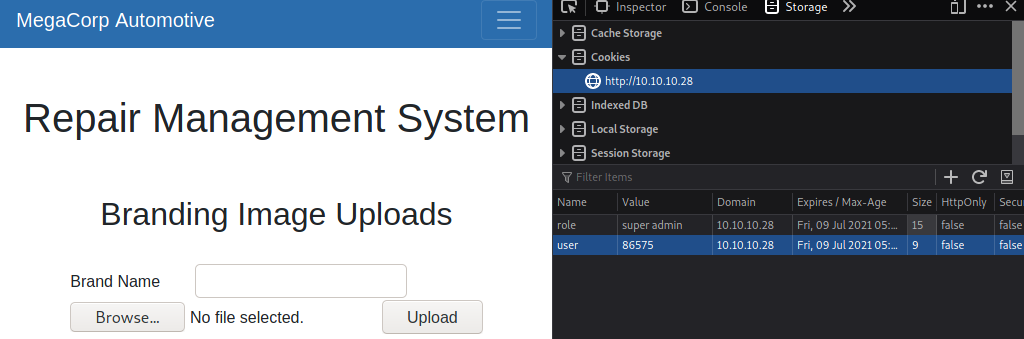 MegaCorp Automotive
Repair Management System
Branding Image Uploads
Brand Name
Browse... No file selected. Upload
Inspector Console Storage
Cache Storage
Cookies
http://10.10.10.28
Indexed DB
Local Storage
Session Storage
Filter Items
Name Value Domain Expires / Max-Age Size HttpOnly Secur
role super admin 10.10.10.28 Fri, 09 Jul 2021 05:... 15 false false
user 86575 10.10.10.28 Fri, 09 Jul 2021 05:... 9 false false